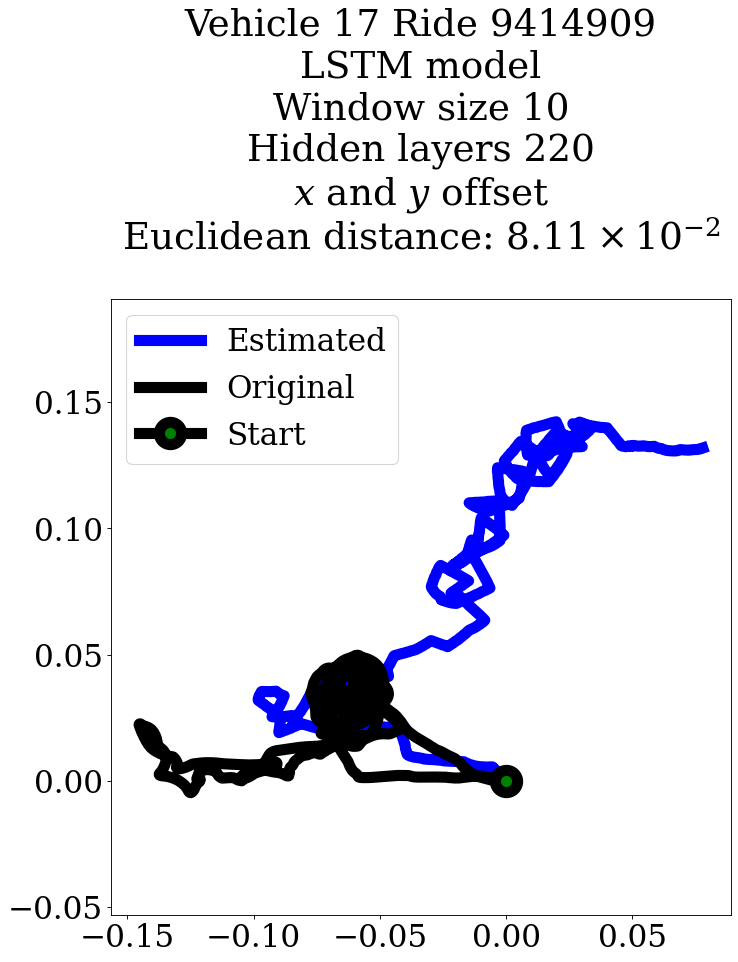 Vehicle 17 Ride 9414909
LSTM model
Window size 10
Hidden layers 220
x and y offset
Euclidean distance: 8.11 × 10⁻²
Estimated
Original
Start
0.15
0.10
0.05
0.00
−0.05
−0.15 −0.10 −0.05 0.00 0.05